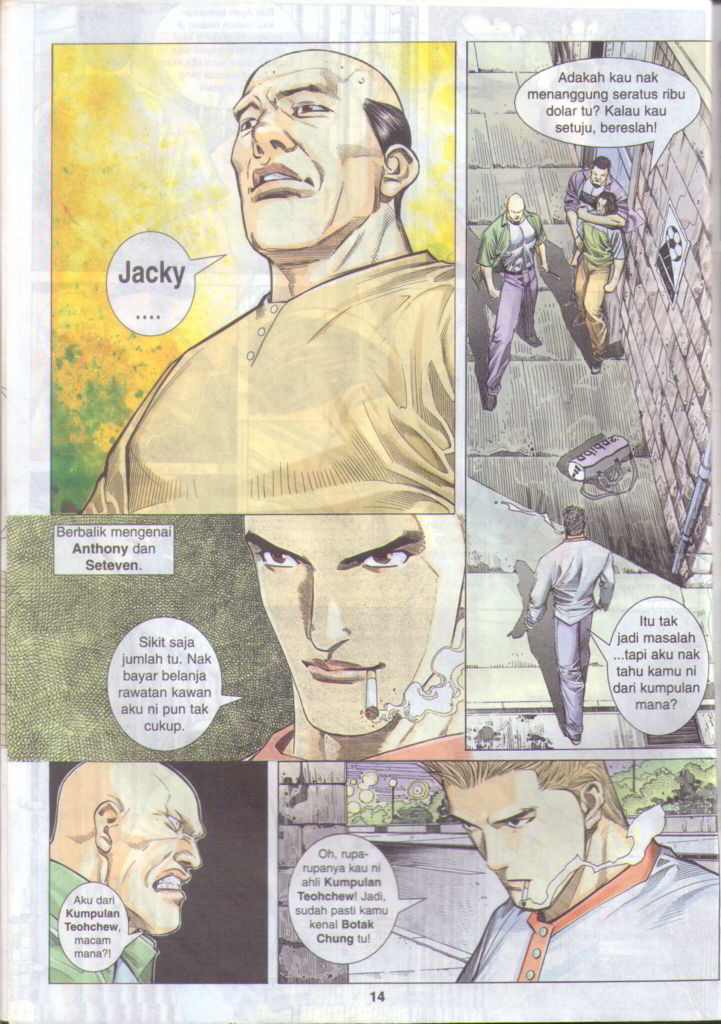 Jacky
....
Adakah kau nak
menanggung seratus ribu
dolar tu? Kalau kau
setuju, bereslah!
Itu tak
jadi masalah
...tapi aku nak
tahu kamu ni
dari kumpulan
mana?
Berbalik mengenai
Anthony dan
Seteven.
Sikit saja
jumlah tu. Nak
bayar belanja
rawatan kawan
aku ni pun tak
cukup.
Aku dari
Kumpulan
Teohchew,
macam
mana?!
Oh, rupa-
rupanya kau ni
ahli Kumpulan
Teohchew! Jadi,
sudah pasti kamu
kenal Botak
Chung tu!
14